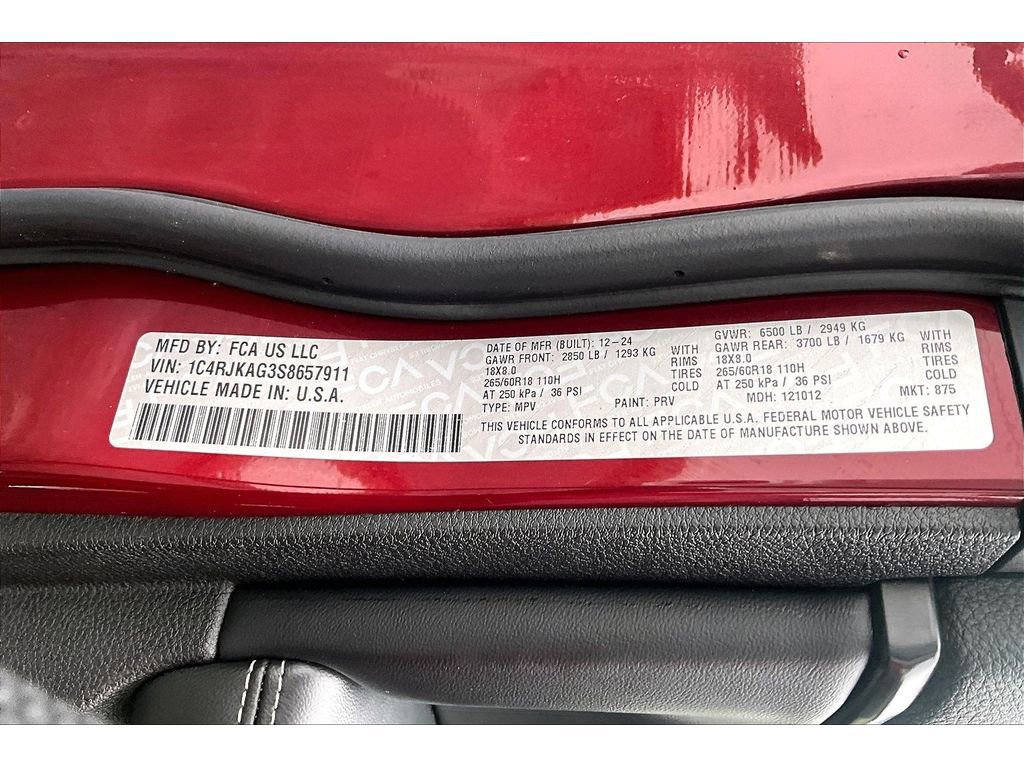 MFD BY: FCA US LLC
VIN: 1C4RJKAG3S8657911
VEHICLE MADE IN: U.S.A.
DATE OF MFR (BUILT): 12-24 GVWR: 6500 LB / 2949 KG
GAWR FRONT: 2850 LB / 1293 KG WITH GAWR REAR: 3700 LB / 1679 KG WITH
18X8.0 RIMS 18X8.0 RIMS
265/60R18 110H TIRES 265/60R18 110H TIRES
AT 250 kPa / 36 PSI COLD AT 250 kPa / 36 PSI COLD
TYPE: MPV PAINT: PRV MDH: 121012 MKT: 875
THIS VEHICLE CONFORMS TO ALL APPLICABLE U.S.A. FEDERAL MOTOR VEHICLE SAFETY
STANDARDS IN EFFECT ON THE DATE OF MANUFACTURE SHOWN ABOVE.